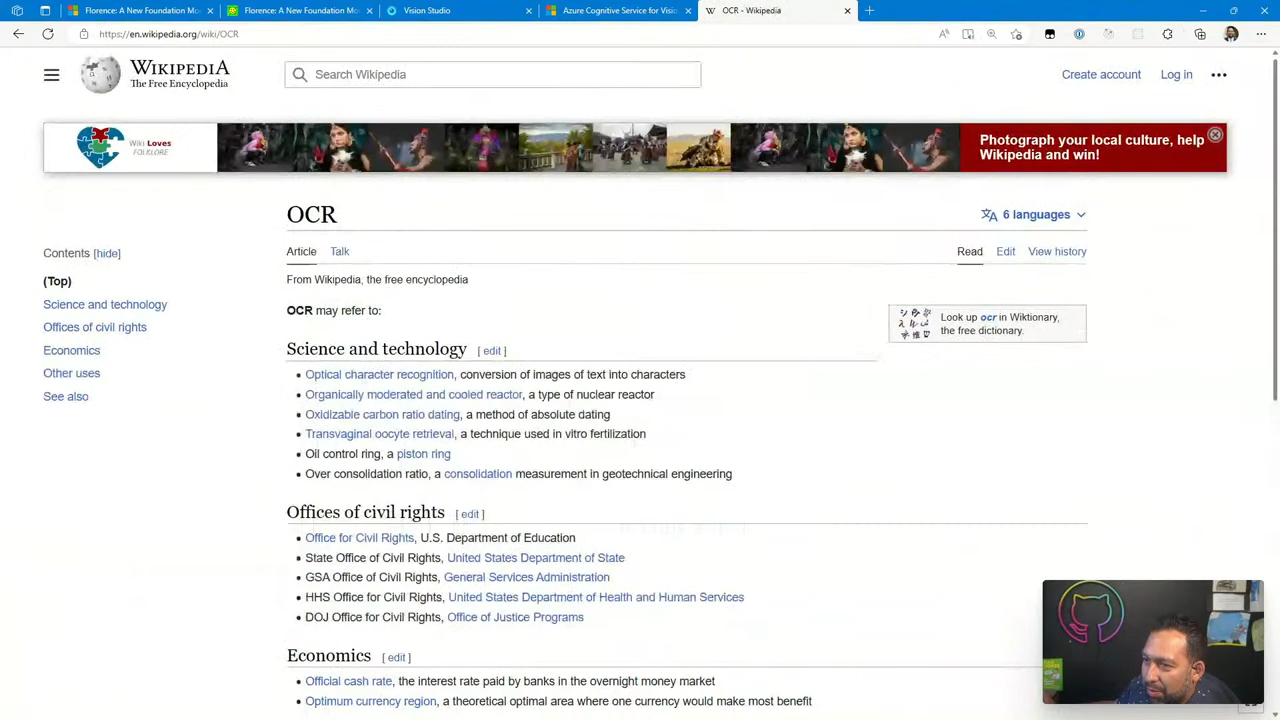 Florence: A New Foundation Mo
Florence: A New Foundation Mo
Vision Studio
Azure Cognitive Service for Visio
OCR - Wikipedia
https://en.wikipedia.org/wiki/OCR
WIKIPEDIA
The Free Encyclopedia
Search Wikipedia
Create account
Log in
Wiki Loves
FOLKLORE
Photograph your local culture, help
Wikipedia and win!
OCR
6 languages
Contents [hide]
Article
Talk
Read
Edit
View history
(Top)
From Wikipedia, the free encyclopedia
Science and technology
OCR may refer to:
Look up ocr in Wiktionary,
the free dictionary.
Offices of civil rights
Economics
Other uses
See also
Science and technology [ edit ]
Optical character recognition, conversion of images of text into characters
Organically moderated and cooled reactor, a type of nuclear reactor
Oxidizable carbon ratio dating, a method of absolute dating
Transvaginal oocyte retrieval, a technique used in vitro fertilization
Oil control ring, a piston ring
Over consolidation ratio, a consolidation measurement in geotechnical engineering
Offices of civil rights [ edit ]
Office for Civil Rights, U.S. Department of Education
State Office of Civil Rights, United States Department of State
GSA Office of Civil Rights, General Services Administration
HHS Office for Civil Rights, United States Department of Health and Human Services
DOJ Office for Civil Rights, Office of Justice Programs
Economics [ edit ]
Official cash rate, the interest rate paid by banks in the overnight money market
Optimum currency region, a theoretical optimal area where one currency would make most benefit